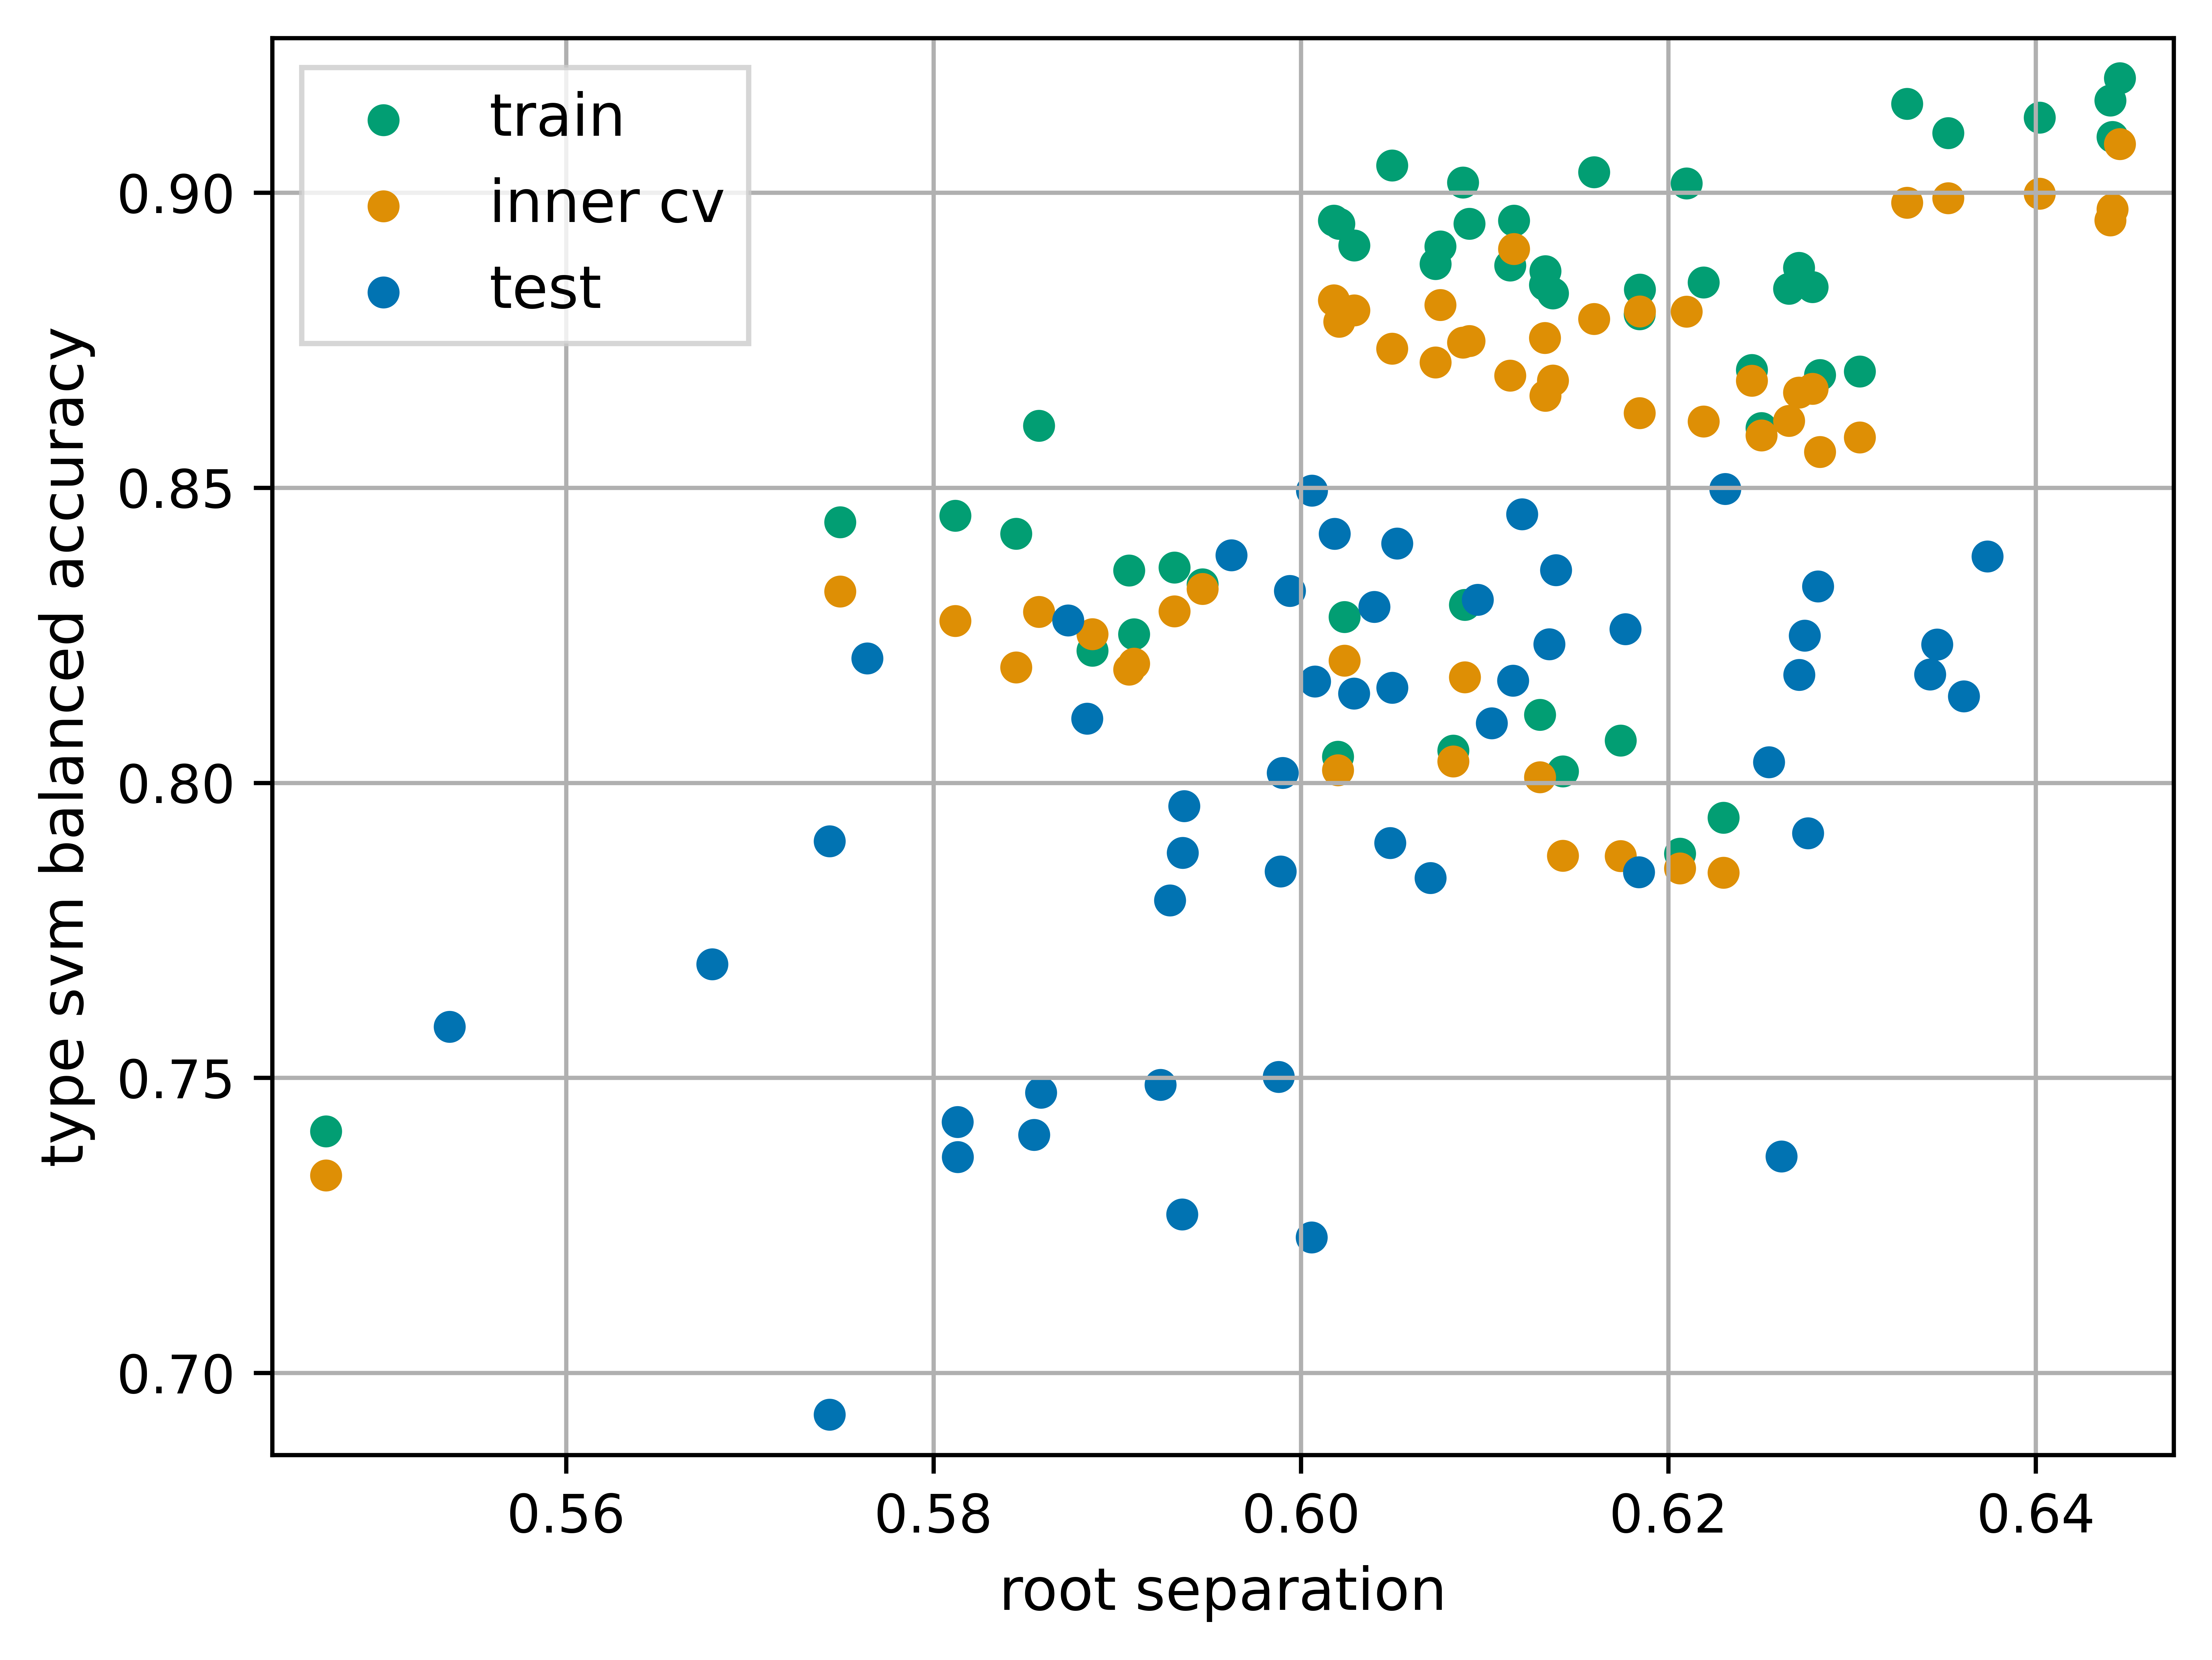 train
inner cv
test
0.90
0.85
0.80
0.75
0.70
type svm balanced accuracy
0.56
0.58
0.60
0.62
0.64
root separation